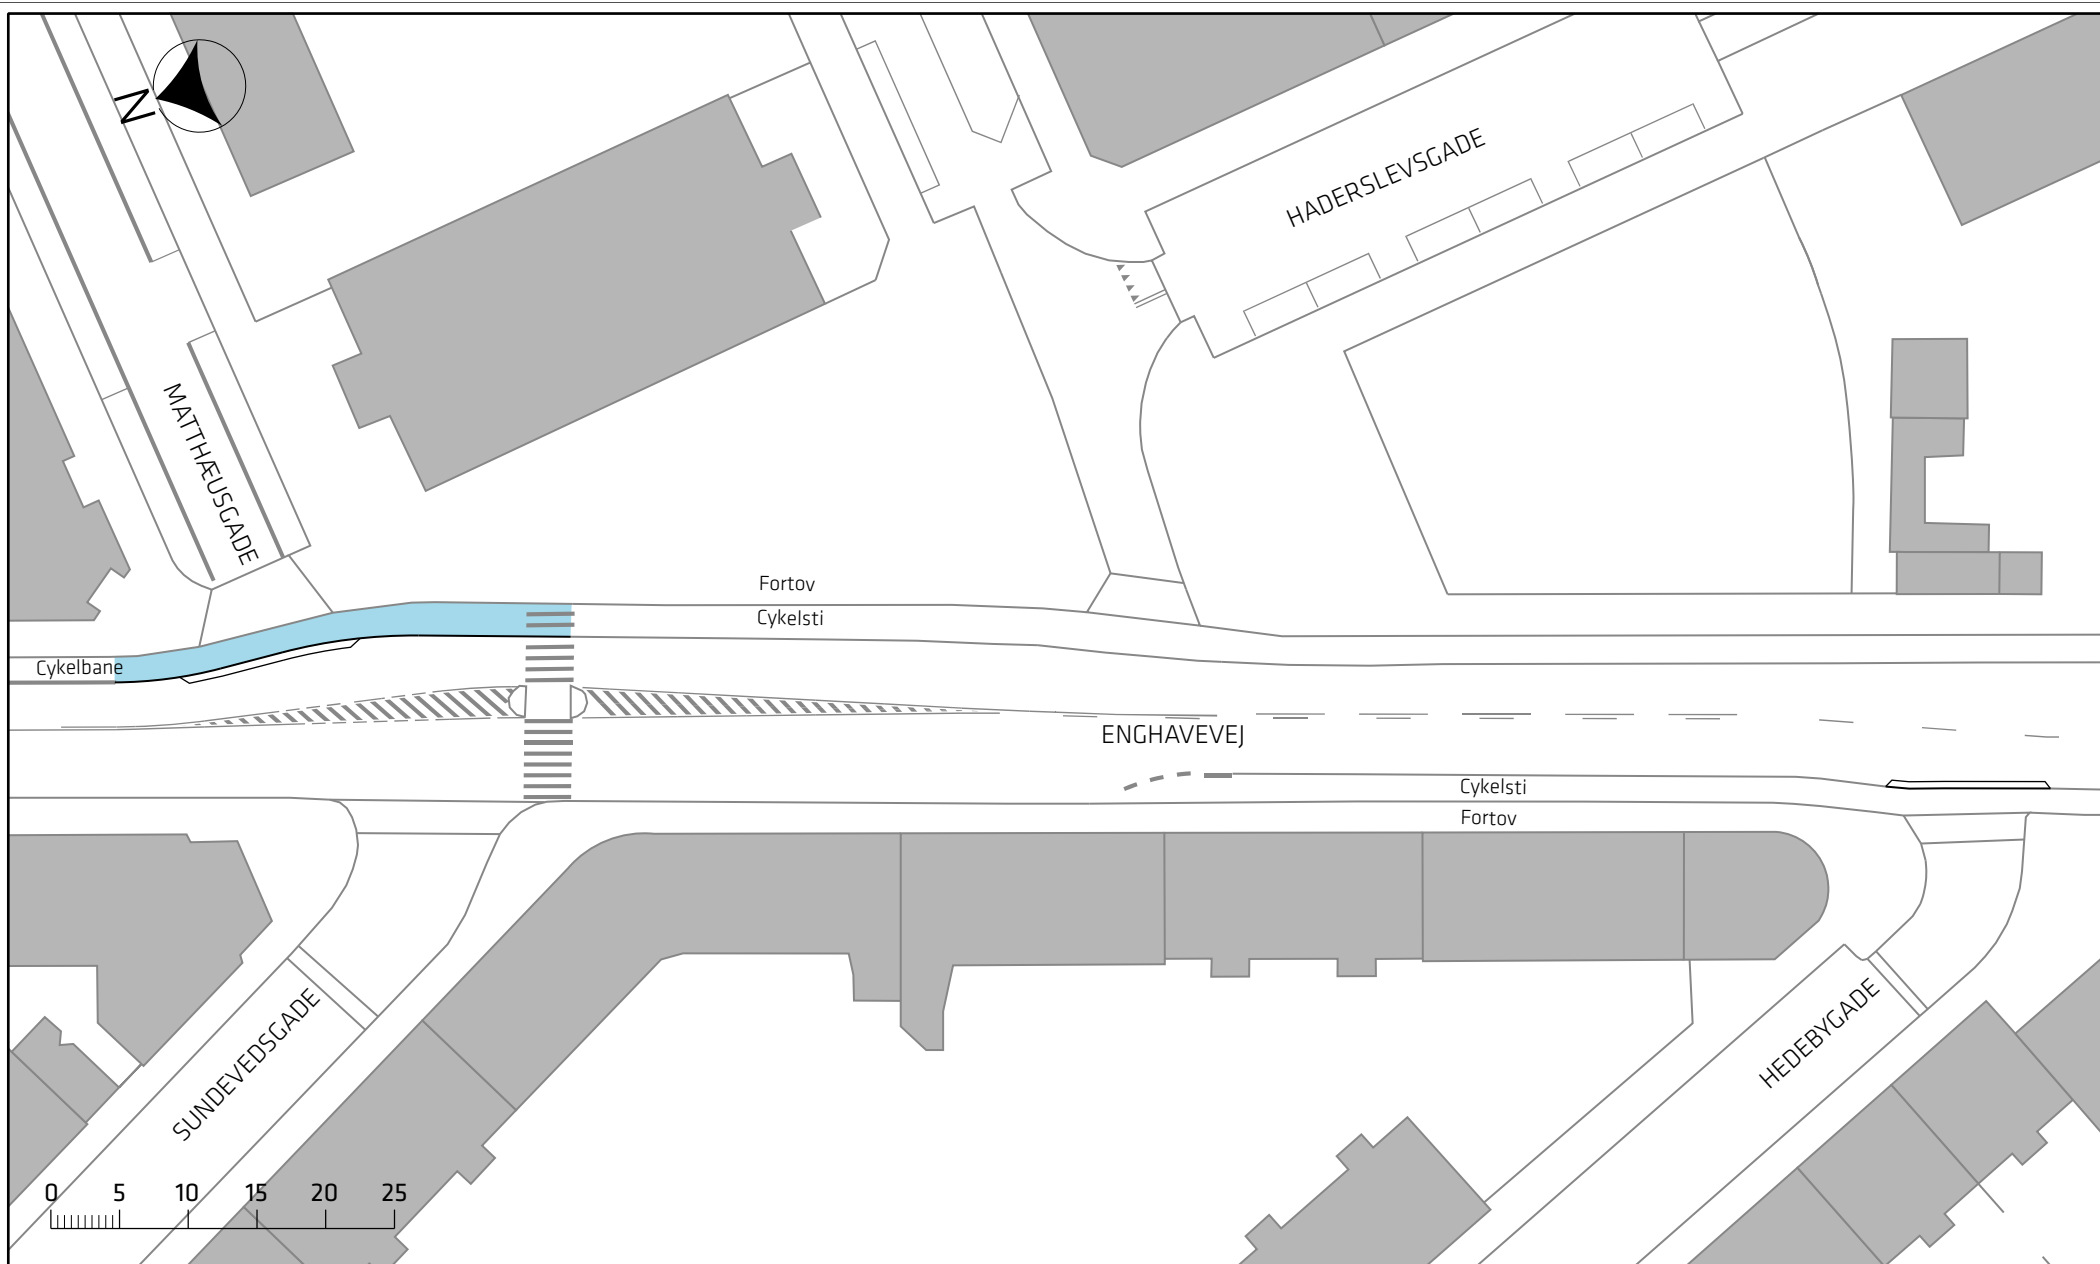 N
HADERSLEVSGADE
MATTHÆUSGADE
Fortov
Cykelsti
Cykelbane
ENGHAVEVEJ
Cykelsti
Fortov
SUNDEVEDSGADE
HEDEBYGADE
0 5 10 15 20 25